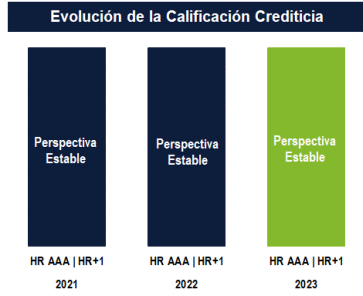 Evolución de la Calificación Crediticia
Perspectiva
Estable
Perspectiva
Estable
Perspectiva
Estable
HR AAA | HR+1
HR AAA | HR+1
HR AAA | HR+1
2021
2022
2023